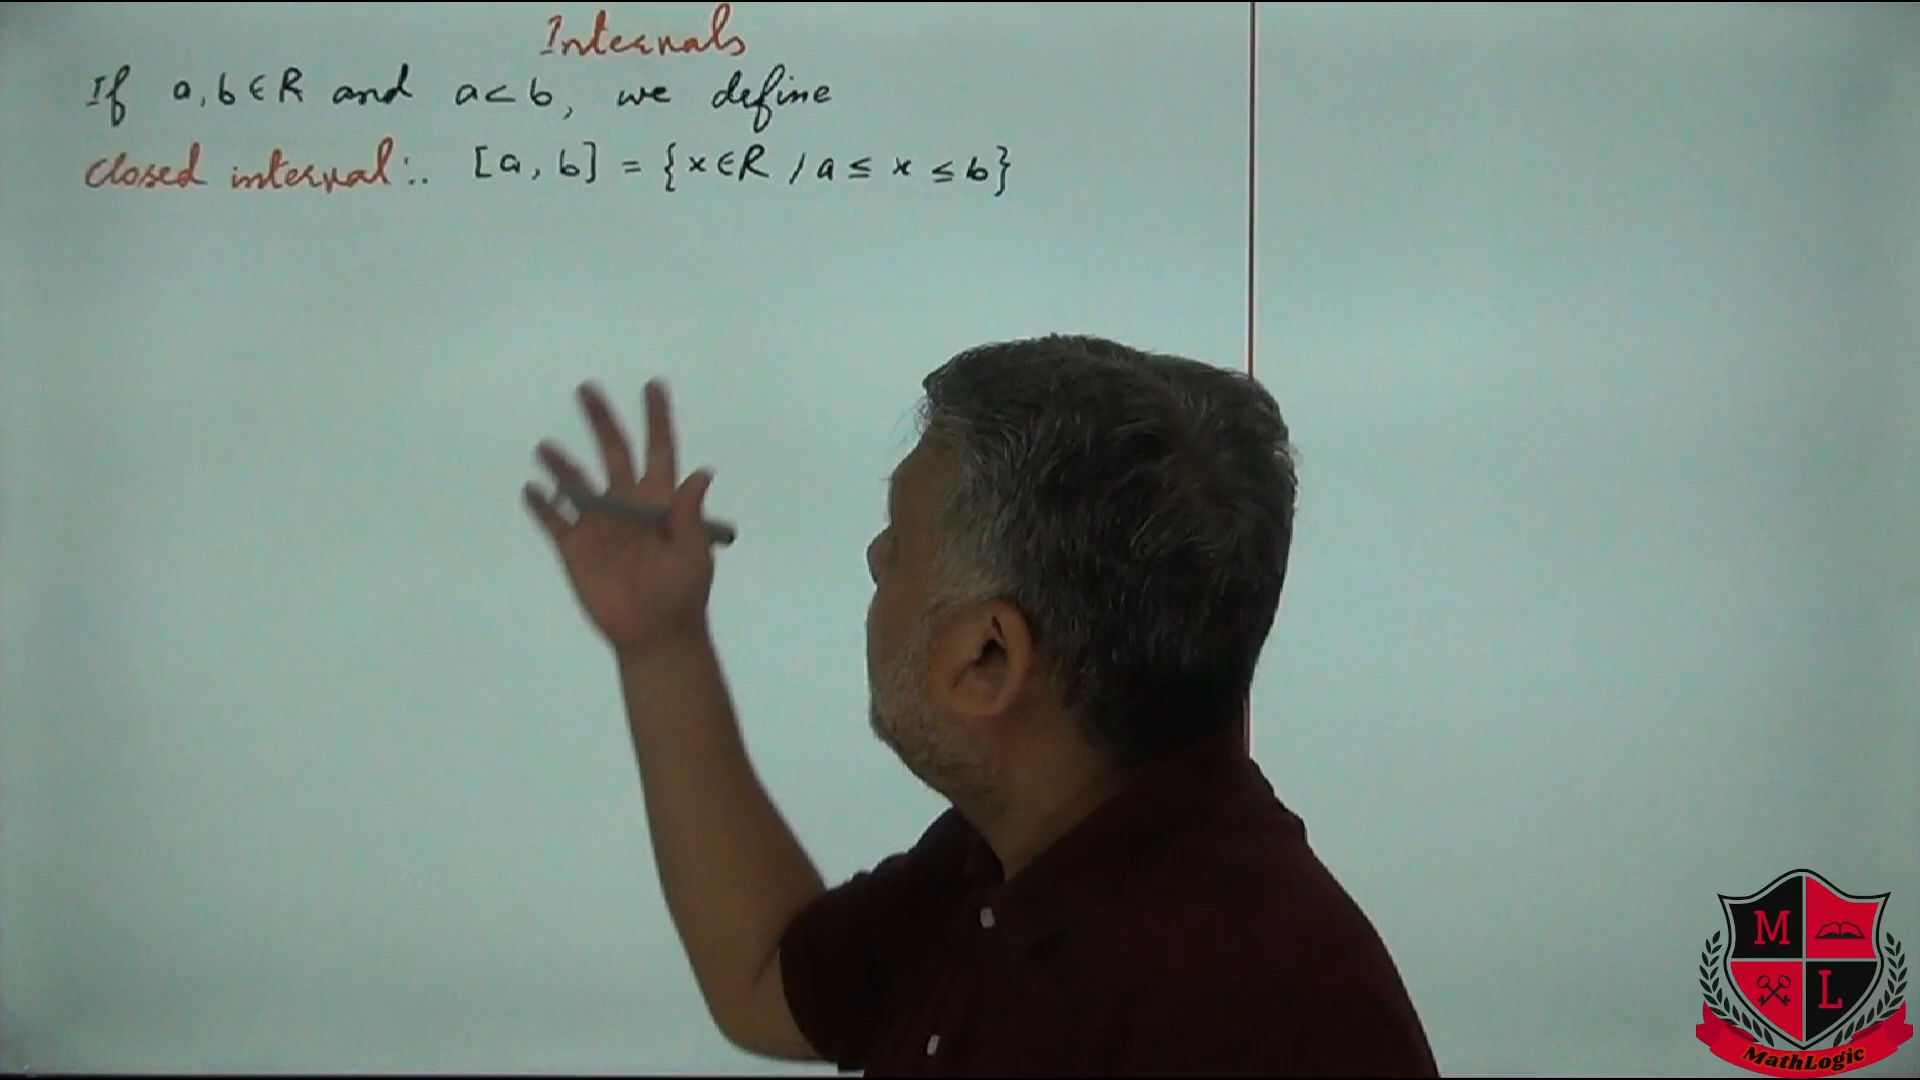 Intervals
If a, b ∈ R and a < b, we define
closed interval:. [a, b] = {x ∈ R / a ≤ x ≤ b}
M
L
MathLogic